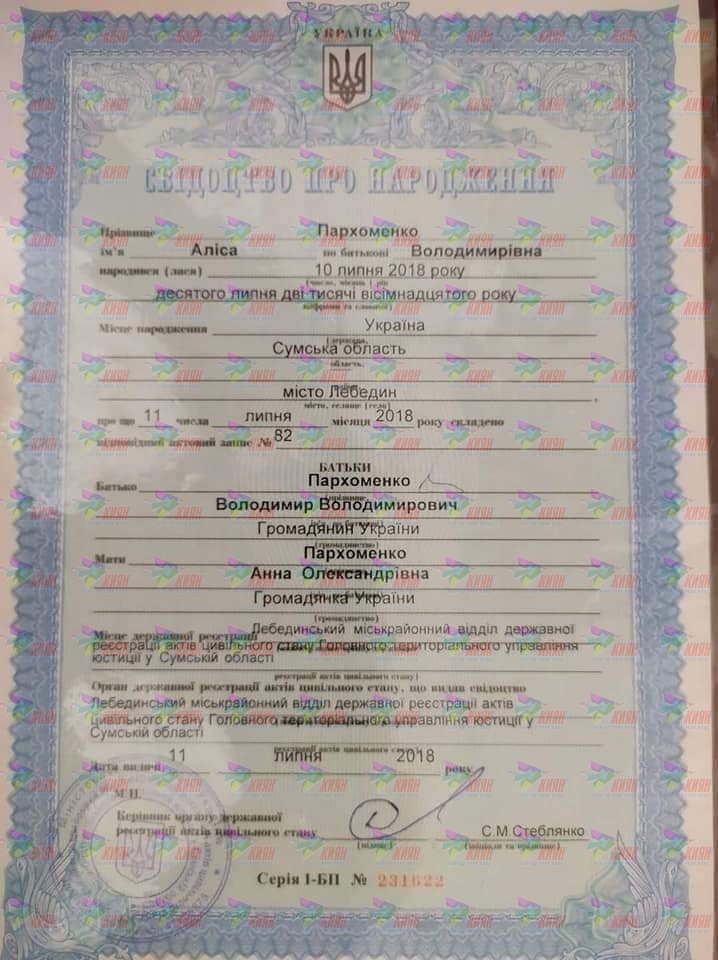 УКРАЇНА
СВІДОЦТВО ПРО НАРОДЖЕННЯ
Прізвище Пархоменко
ім'я Аліса по батькові Володимирівна
народився (лася) 10 липня 2018 року
(число, місяць, рік
десятого липня дві тисячі вісімнадцятого року
цифрами та словами)
Місце народження Україна
(держава,
Сумська область
область,
місто Лебедин ,
місто, селище (село)
про що 11 числа липня місяця 2018 року складено
відповідний актовий запис № 82
БАТЬКИ
Батько Пархоменко
(прізвище,
Володимир Володимирович
Громадянин України
(громадянство)
Мати Пархоменко
Анна Олександрівна
Громадянка України
(громадянство)
Місце державної реєстрації Лебединський міськрайонний відділ державної
реєстрації актів цивільного стану Головного територіального управління
юстиції у Сумській області
реєстрації актів цивільного стану)
Орган державної реєстрації актів цивільного стану, що видав свідоцтво
Лебединський міськрайонний відділ державної реєстрації актів
цивільного стану Головного територіального управління юстиції у
Сумській області
реєстрації актів цивільного стану)
Дата видачі 11 липня 2018 року
М.П.
Керівник органу державної
реєстрації актів цивільного стану С.М.Стеблянко
(підпис) (ініціали та прізвище)
Серія І-БП № 231622
КИЯН